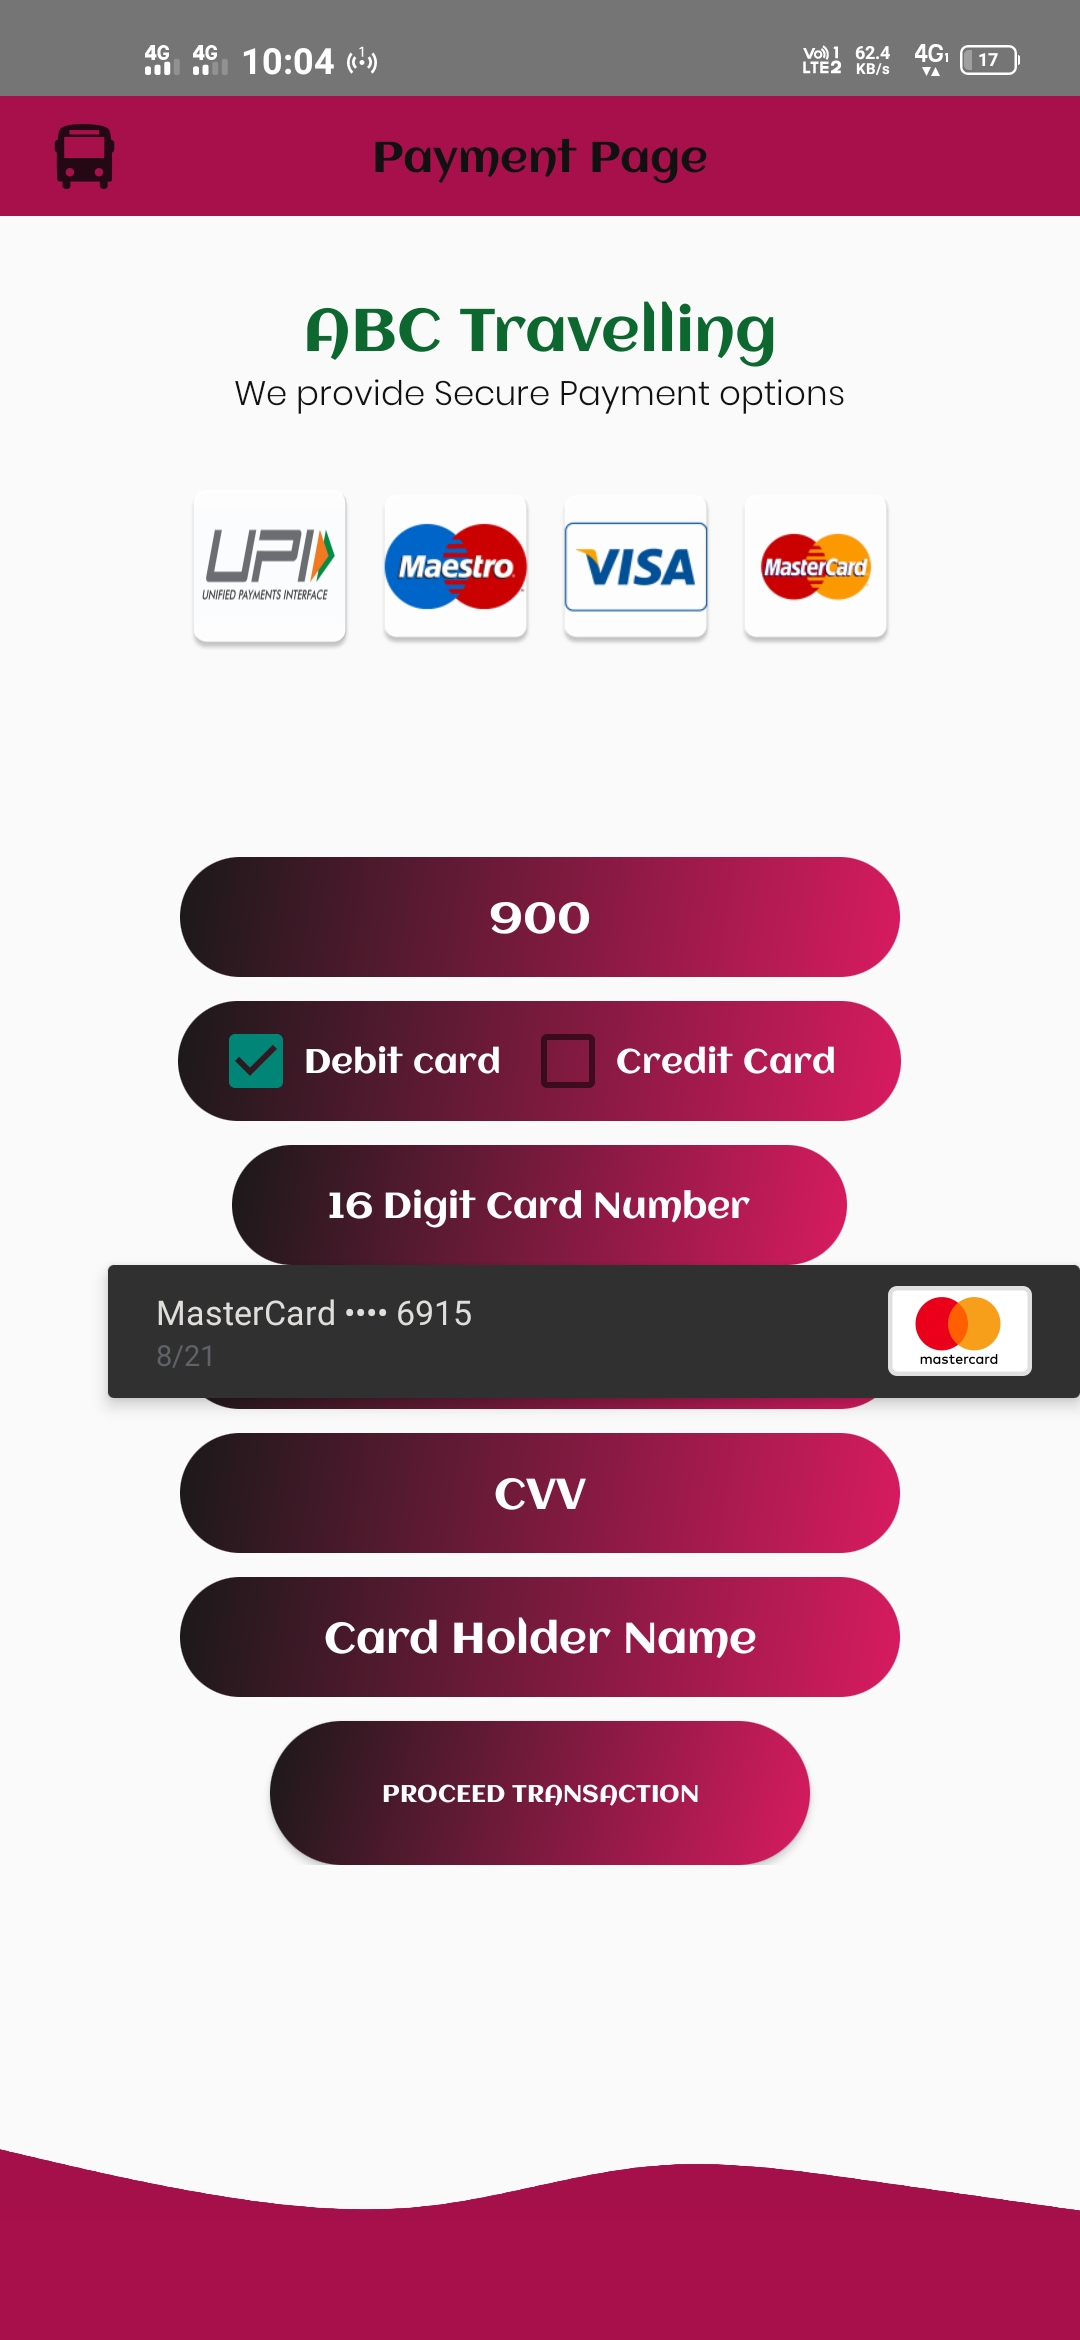 4G 4G 10:04 1 Vo)) 1 LTE2 62.4 KB/s 4G1 17
Payment Page
ABC Travelling
We provide Secure Payment options
UPI
UNIFIED PAYMENTS INTERFACE
Maestro
VISA
MasterCard
900
Debit card Credit Card
16 Digit Card Number
MasterCard •••• 6915
8/21
mastercard
CVV
Card Holder Name
PROCEED TRANSACTION